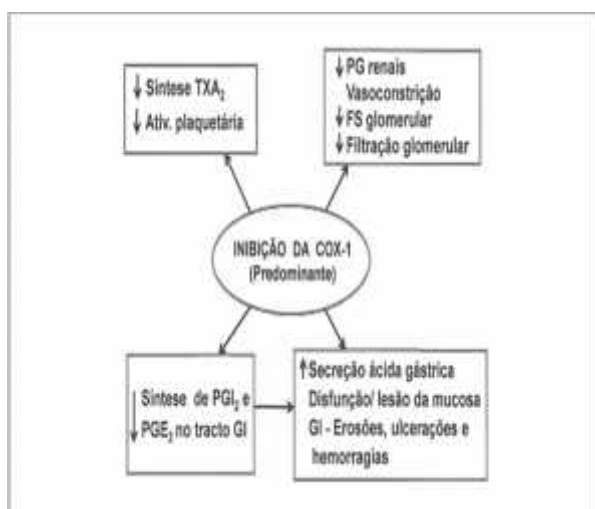 ↓ Síntese TXA₂
↓ Ativ. plaquetária
↓ PG renais
Vasoconstrição
↓ FS glomerular
↓ Filtração glomerular
INIBIÇÃO DA COX-1
(Predominante)
↓ Síntese de PGI₂ e
PGE₂ no tracto GI
↑ Secreção ácida gástrica
Disfunção/ lesão da mucosa
GI - Erosões, ulcerações e
hemorragias